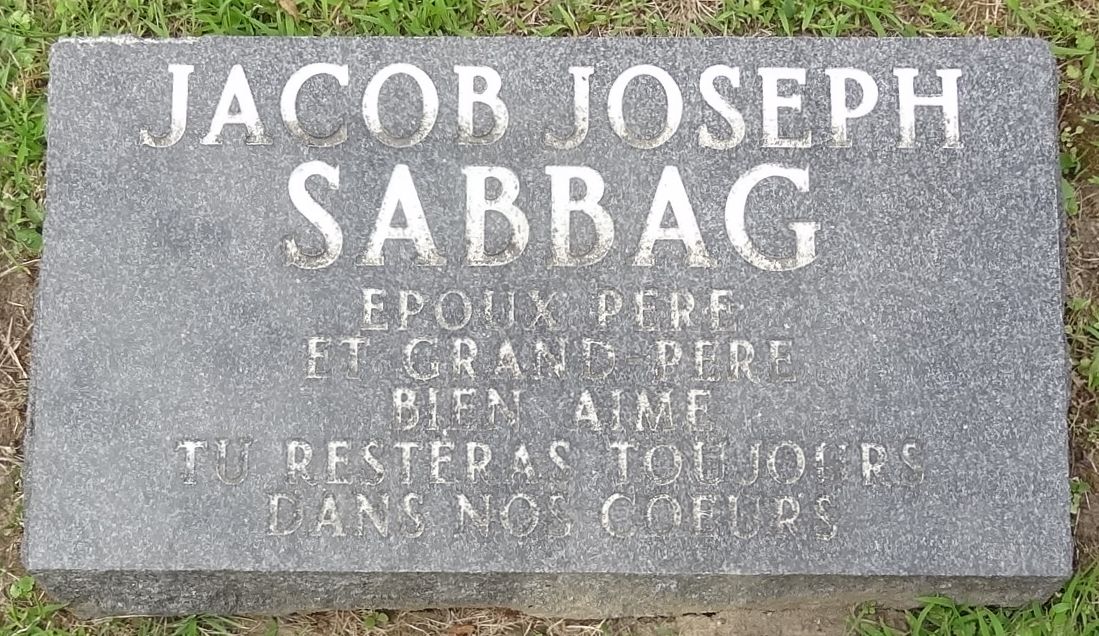 JACOB JOSEPH
SABBAG
EPOUX PERE
ET GRAND-PERE
BIEN AIME
TU RESTERAS TOUJOURS
DANS NOS COEURS